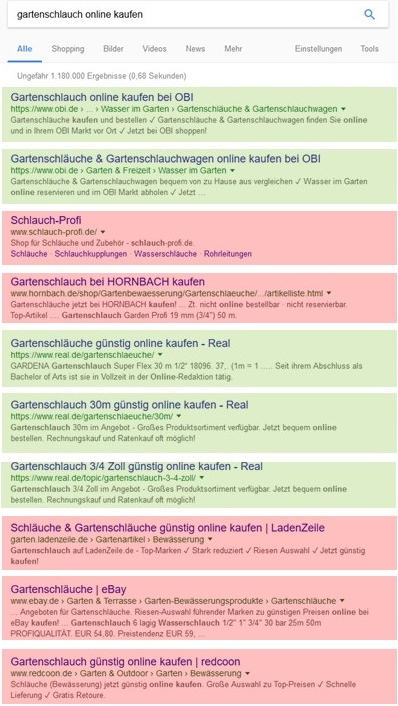 gartenschlauch online kaufen
Alle Shopping Bilder Videos News Mehr Einstellungen Tools
Ungefähr 1.180.000 Ergebnisse (0,68 Sekunden)
Gartenschlauch online kaufen bei OBI
https://www.obi.de › ... › Wasser im Garten › Gartenschläuche & Gartenschlauchwagen
Gartenschläuche kaufen und bestellen ✓ Gartenschläuche & Gartenschlauchwagen finden Sie online
und in Ihrem OBI Markt vor Ort ✓ Jetzt bei OBI shoppen!
Gartenschläuche & Gartenschlauchwagen online kaufen bei OBI
https://www.obi.de › Garten & Freizeit › Wasser im Garten
Gartenschläuche & Gartenschlauchwagen bequem von zu Hause aus vergleichen ✓ Wasser im Garten
online reservieren und im OBI Markt abholen ✓ Jetzt ...
Schlauch-Profi
www.schlauch-profi.de/
Shop für Schläuche und Zubehör - schlauch-profi.de.
Schläuche · Schlauchkupplungen · Wasserschläuche · Rohrleitungen
Gartenschlauch bei HORNBACH kaufen
www.hornbach.de/shop/Gartenbewaesserung/Gartenschlaeuche/.../artikelliste.html
Gartenschläuche jetzt bei HORNBACH kaufen! ... Zt. nicht online bestellbar · nicht reservierbar.
Top-Artikel .... Gartenschlauch Garden Profi 19 mm (3/4") 50 m.
Gartenschläuche günstig online kaufen - Real
https://www.real.de/gartenschlaeuche/
GARDENA Gartenschlauch Super Flex 30 m 1/2" 18096. 37,. (1m = 1 ..... Seit ihrem Abschluss als
Bachelor of Arts ist sie in Vollzeit in der Online-Redaktion tätig.
Gartenschlauch 30m günstig online kaufen - Real
https://www.real.de/gartenschlaeuche/30m/
Gartenschlauch 30m im Angebot - Großes Produktsortiment verfügbar. Jetzt bequem online
bestellen. Rechnungskauf und Ratenkauf oft möglich!
Gartenschlauch 3/4 Zoll günstig online kaufen - Real
https://www.real.de/topic/gartenschlauch-3-4-zoll/
Gartenschlauch 3/4 Zoll im Angebot - Großes Produktsortiment verfügbar. Jetzt bequem online
bestellen. Rechnungskauf und Ratenkauf oft möglich!
Schläuche & Gartenschläuche günstig online kaufen | LadenZeile
garten.ladenzeile.de › Gartenartikel › Bewässerung
Gartenschlauch auf LadenZeile.de - Top-Marken ✓ Stark reduziert ✓ Riesen Auswahl ✓ Jetzt günstig
kaufen!
Gartenschläuche | eBay
www.ebay.de › Garten & Terrasse › Garten-Bewässerungsprodukte › Gartenschläuche
... Angeboten für Gartenschläuche. Riesen-Auswahl führender Marken zu günstigen Preisen online bei
eBay kaufen! ... Gartenschlauch 6 lagig Wasserschlauch 1/2" 1" 3/4" 30 bar 25m 50m
PROFIQUALITÄT. EUR 54,80. Preistendenz EUR 59, ...
Gartenschlauch günstig online kaufen | redcoon
www.redcoon.de › Garten & Outdoor › Garten › Bewässerung
Schläuche (Bewässerung) jetzt günstig online kaufen. Große Auswahl zu Top-Preisen ✓ Schnelle
Lieferung ✓ Gratis Retoure.